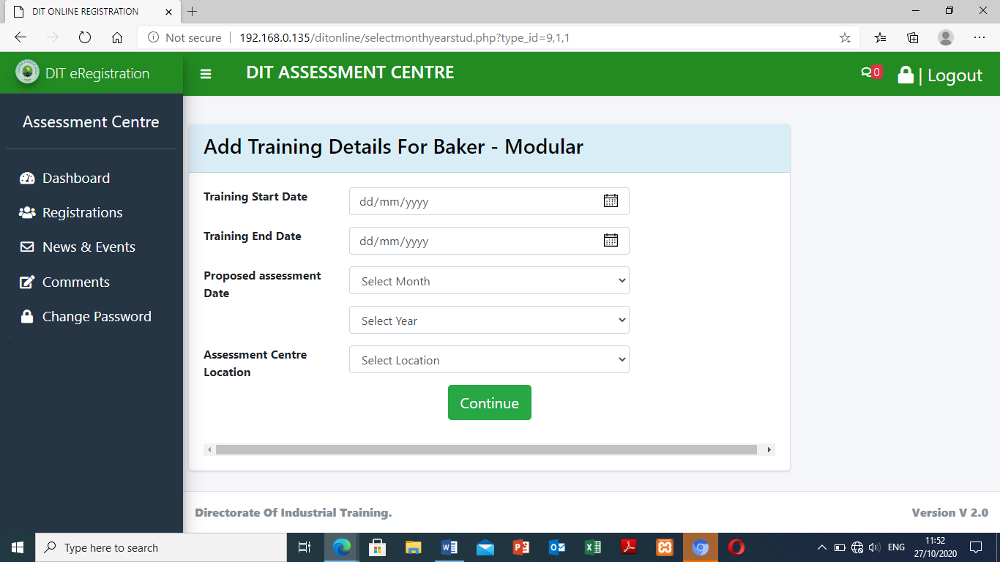 DIT ONLINE REGISTRATION
Not secure 192.168.0.135/ditonline/selectmonthyearstud.php?type_id=9,1,1
DIT eRegistration
DIT ASSESSMENT CENTRE
0
| Logout
Assessment Centre
Dashboard
Registrations
News & Events
Comments
Change Password
<
Add Training Details For Baker - Modular
Training Start Date
dd/mm/yyyy
Training End Date
dd/mm/yyyy
Proposed assessment
Date
Select Month
Select Year
Assessment Centre
Location
Select Location
Continue
Directorate Of Industrial Training.
Version V 2.0
Type here to search
ENG
11:52
27/10/2020